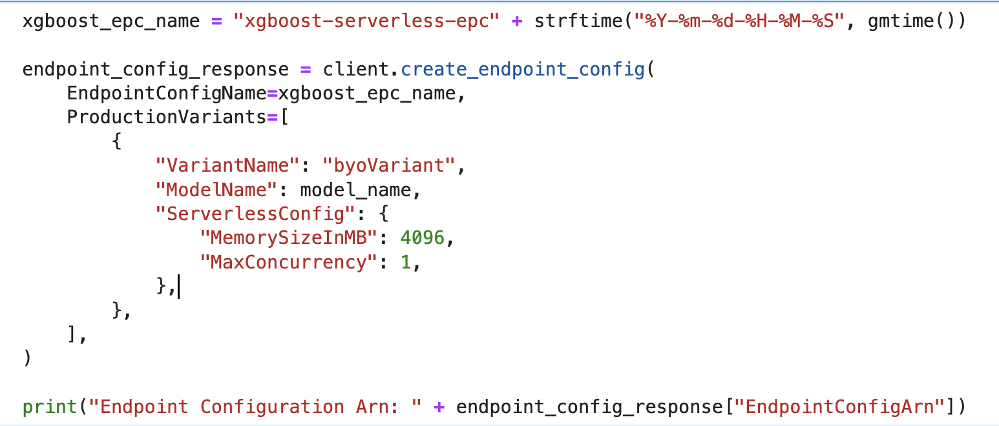 xgboost_epc_name = "xgboost-serverless-epc" + strftime("%Y-%m-%d-%H-%M-%S", gmtime())

endpoint_config_response = client.create_endpoint_config(
    EndpointConfigName=xgboost_epc_name,
    ProductionVariants=[
        {
            "VariantName": "byoVariant",
            "ModelName": model_name,
            "ServerlessConfig": {
                "MemorySizeInMB": 4096,
                "MaxConcurrency": 1,
            },
        },
    ],
)

print("Endpoint Configuration Arn: " + endpoint_config_response["EndpointConfigArn"])